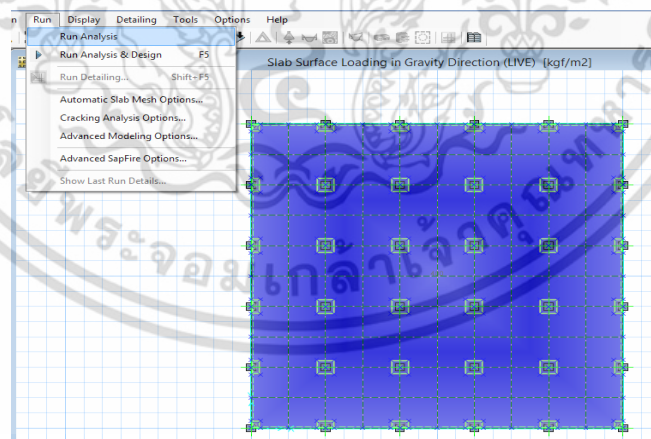 Run Display Detailing Tools Options Help
Run Analysis
Run Analysis & Design F5
Run Detailing... Shift+F5
Automatic Slab Mesh Options...
Cracking Analysis Options...
Advanced Modeling Options...
Advanced SapFire Options...
Show Last Run Details...
Slab Surface Loading in Gravity Direction (LIVE) [kgf/m2]